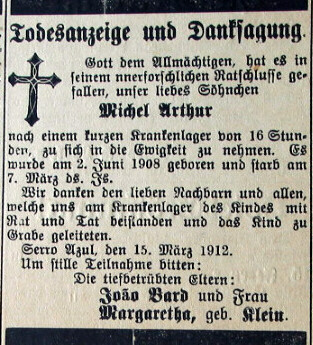 Todesanzeige und Danksagung.
Gott dem Allmächtigen, hat es in
seinem nnerforschlichen Ratschlusse ge-
fallen, unser liebes Söhnchen
Michel Arthur
nach einem kurzen Krankenlager von 16 Stun-
den, zu sich in die Ewigkeit zu nehmen. Es
wurde am 2. Juni 1908 geboren und starb am
7. März ds. Js.
Wir danken den lieben Nachbarn und allen,
welche uns am Krankenlager des Kindes mit
Rat und Tat beistanden und das Kind zu
Grabe geleiteten.
Serro Azul, den 15. März 1912.
Um stille Teilnahme bitten:
Die tiefbetrübten Eltern:
João Bard und Frau
Margaretha, geb. Klein.